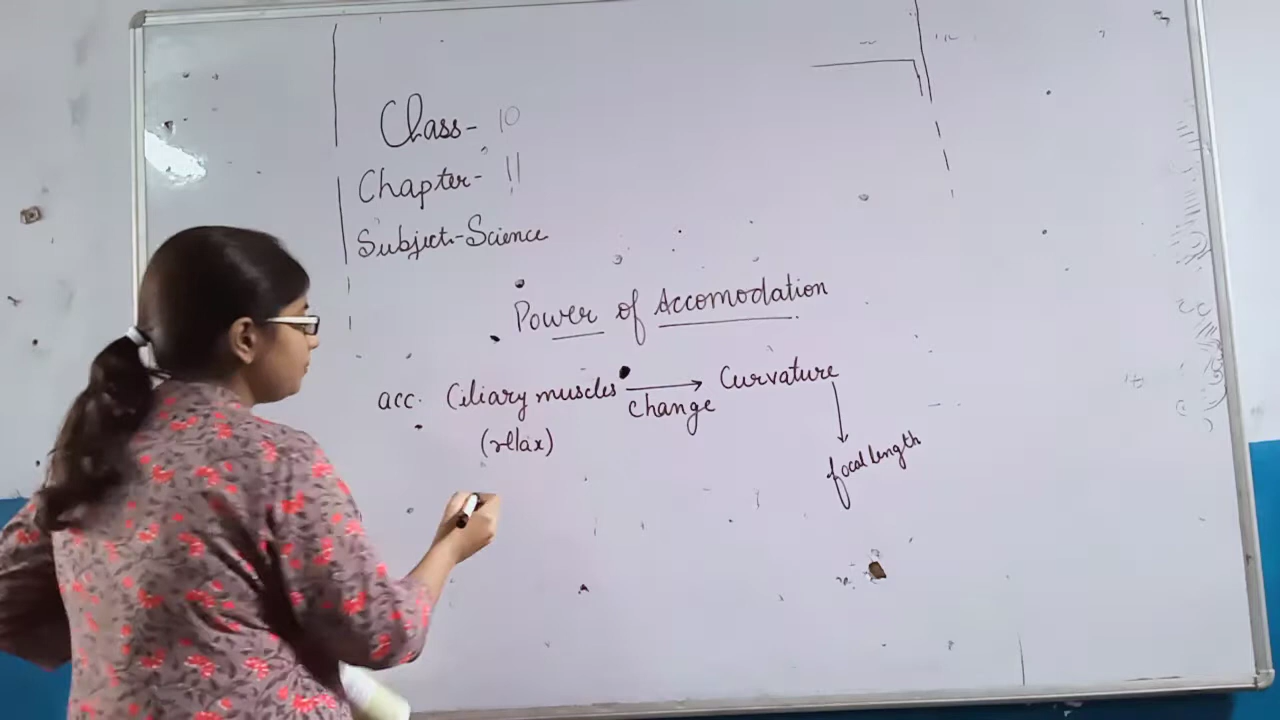 Class- 10
Chapter- 11
Subject-Science
Power of Accomodation
acc. Ciliary muscles → Curvature
change
(relax)
↓
focal length